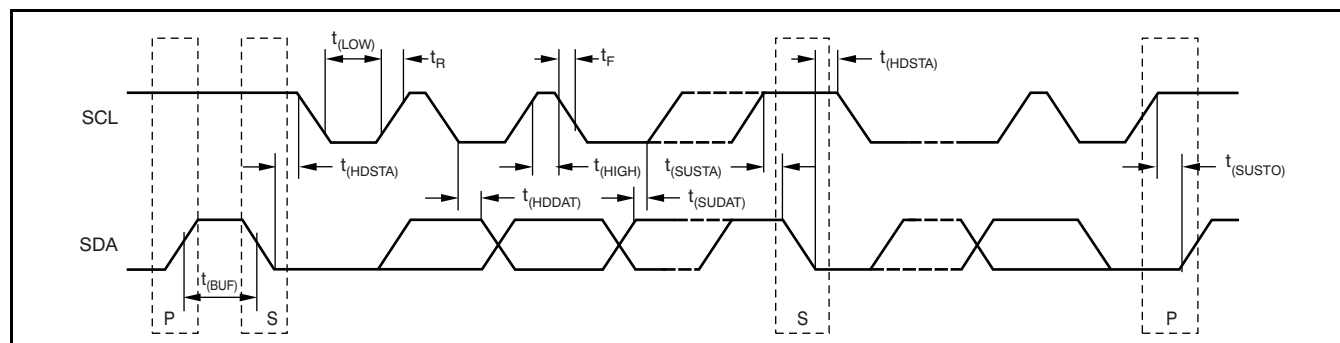 t(LOW)
tR
tF
t(HDSTA)
SCL
t(HDSTA)
t(HIGH)
t(SUSTA)
t(SUSTO)
t(HDDAT)
t(SUDAT)
SDA
t(BUF)
P
S
S
P